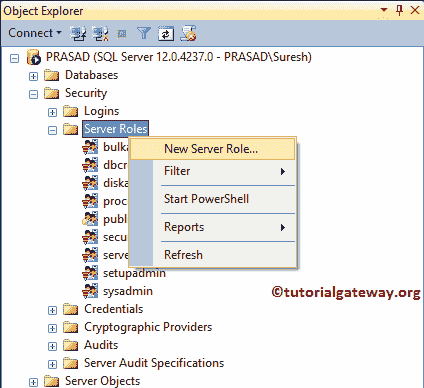 Object Explorer
Connect
PRASAD (SQL Server 12.0.4237.0 - PRASAD\Suresh)
Databases
Security
Logins
Server Roles
bulka
New Server Role...
dbcr
Filter
diska
proc
Start PowerShell
publi
secu
Reports
serve
Refresh
setupadmin
sysadmin
©tutorialgateway.org
Credentials
Cryptographic Providers
Audits
Server Audit Specifications
Server Objects